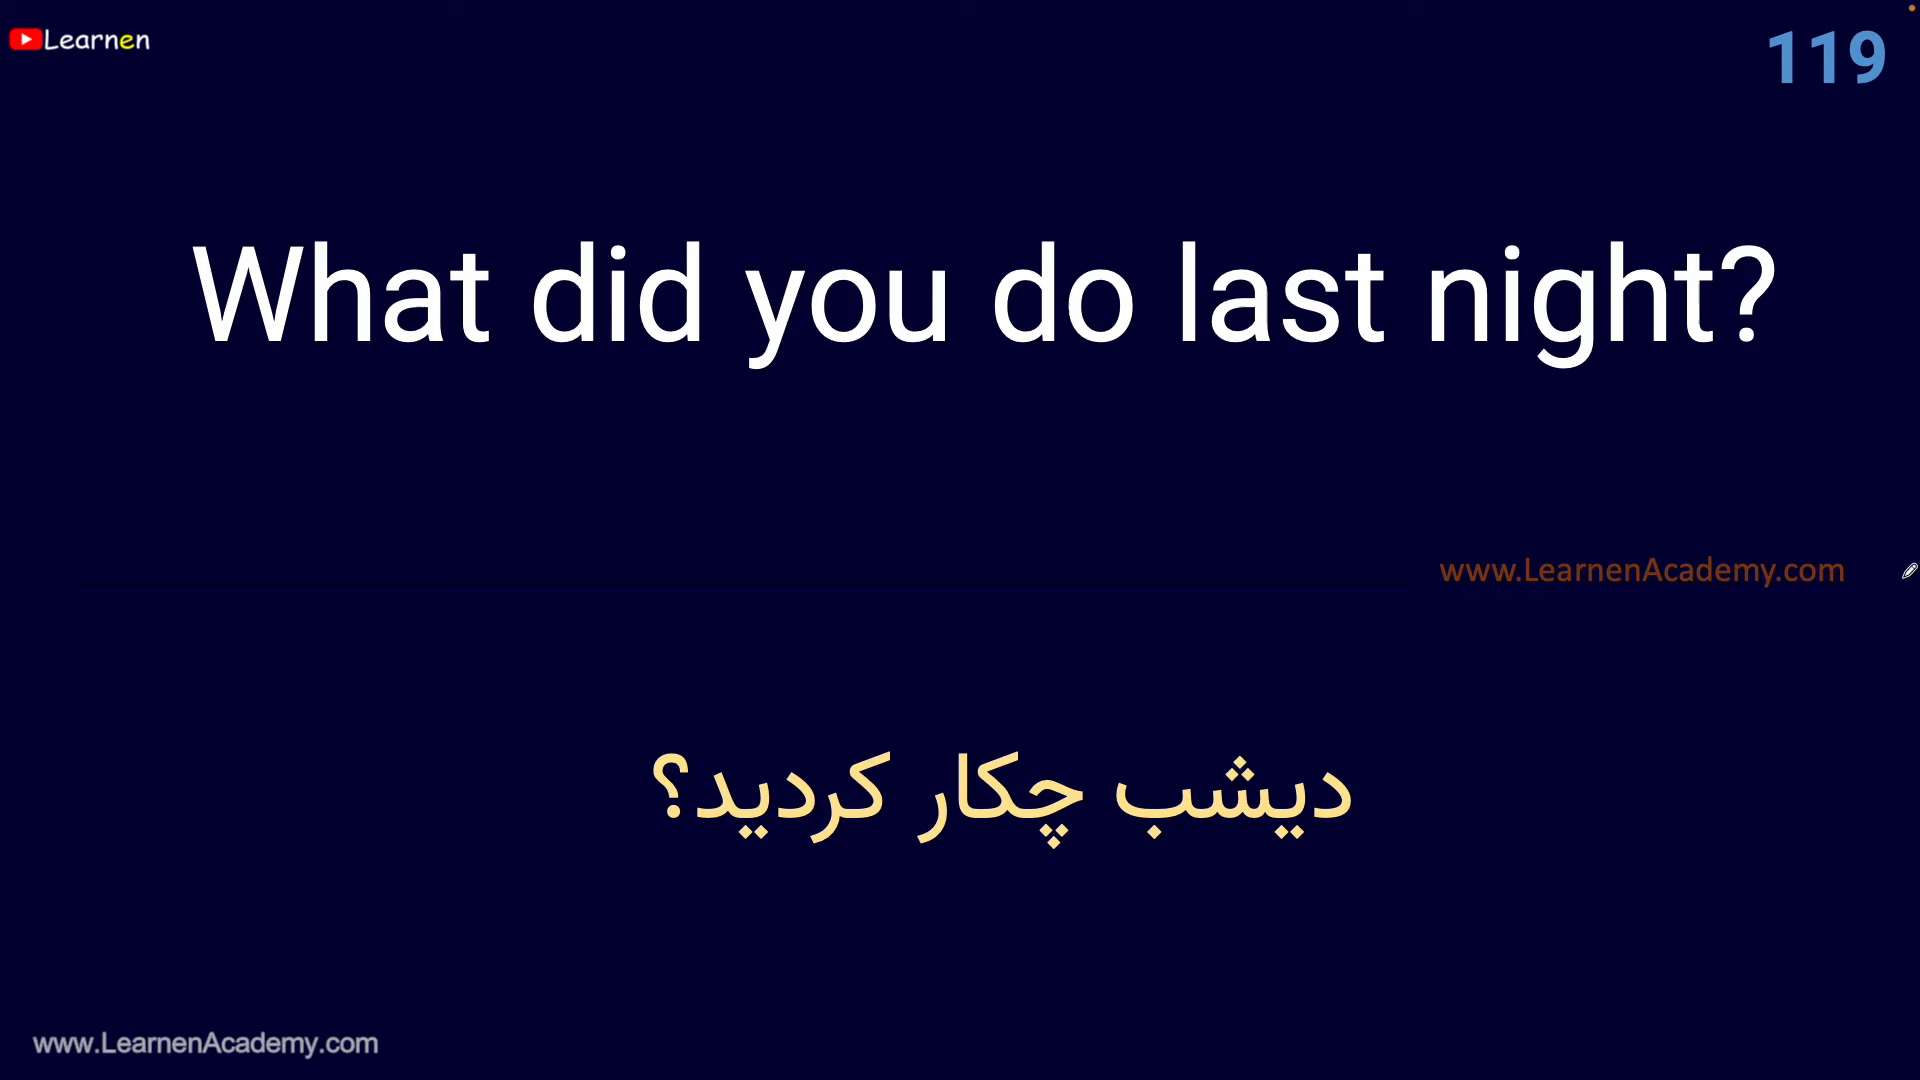 Learnen
119
What did you do last night?
www.LearnenAcademy.com
دیشب چکار کردید؟
www.LearnenAcademy.com